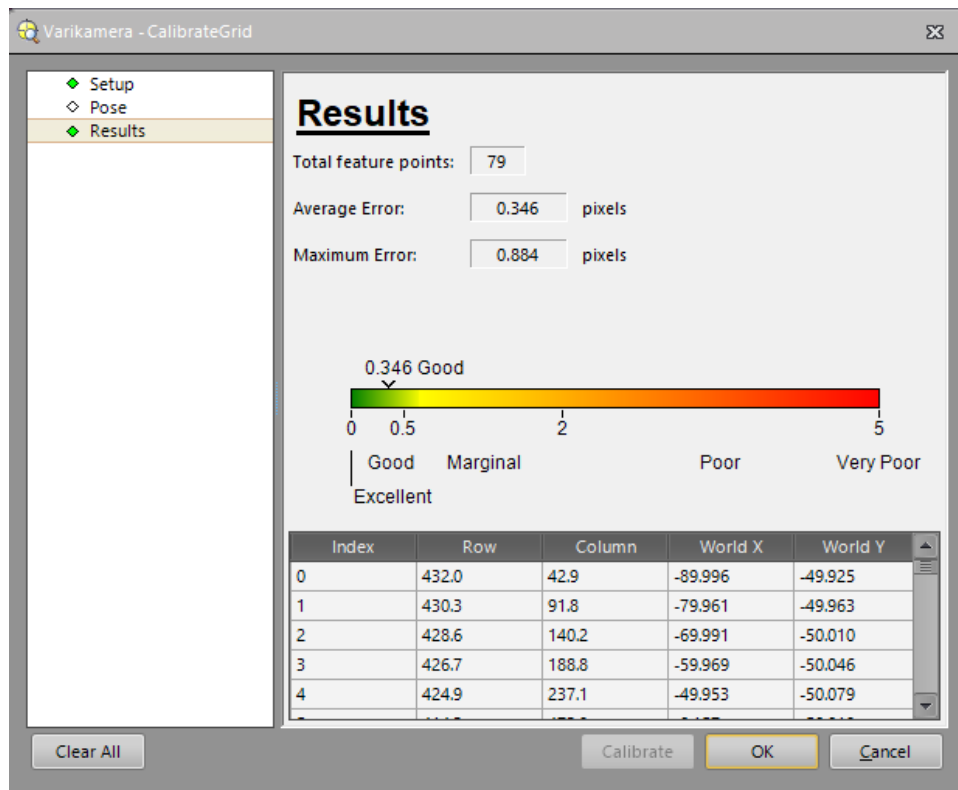 Varikamera - CalibrateGrid
Setup
Pose
Results
Results
Total feature points: 79
Average Error: 0.346 pixels
Maximum Error: 0.884 pixels
0.346 Good
0 0.5 2 5
Good Marginal Poor Very Poor
Excellent
Index Row Column World X World Y
0 432.0 42.9 -89.996 -49.925
1 430.3 91.8 -79.961 -49.963
2 428.6 140.2 -69.991 -50.010
3 426.7 188.8 -59.969 -50.046
4 424.9 237.1 -49.953 -50.079
Clear All Calibrate OK Cancel